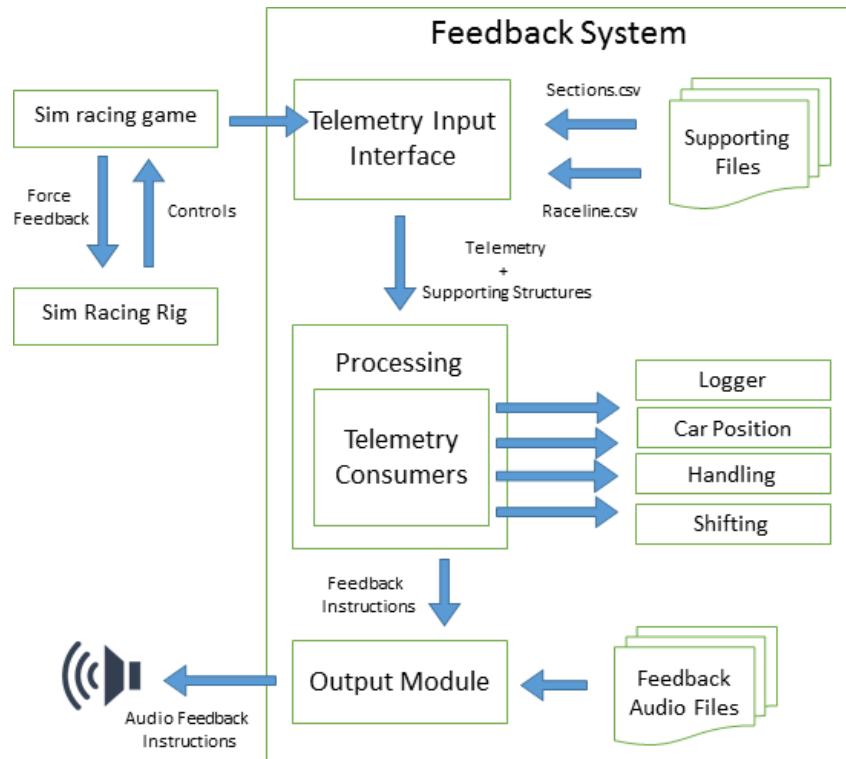 Feedback System
Sim racing game
Telemetry Input
Interface
Sections.csv
Supporting
Files
Raceline.csv
Force
Feedback
Controls
Sim Racing Rig
Telemetry
+
Supporting Structures
Processing
Telemetry
Consumers
Logger
Car Position
Handling
Shifting
Feedback
Instructions
Output Module
Feedback
Audio Files
Audio Feedback
Instructions